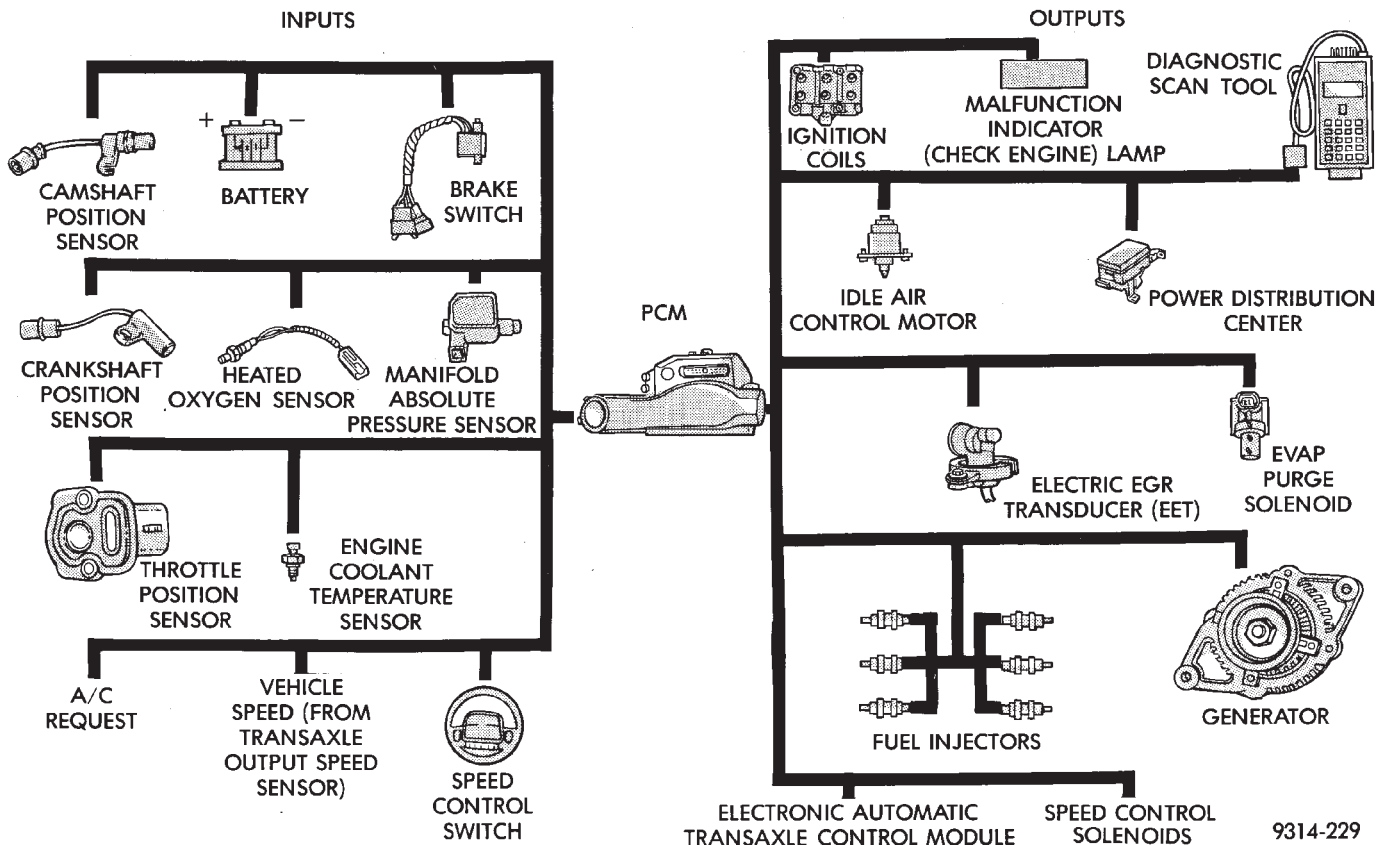 INPUTS
CAMSHAFT
POSITION
SENSOR
+
−
BATTERY
BRAKE
SWITCH
CRANKSHAFT
POSITION
SENSOR
HEATED
OXYGEN SENSOR
MANIFOLD
ABSOLUTE
PRESSURE SENSOR
THROTTLE
POSITION
SENSOR
ENGINE
COOLANT
TEMPERATURE
SENSOR
A/C
REQUEST
VEHICLE
SPEED (FROM
TRANSAXLE
OUTPUT SPEED
SENSOR)
SPEED
CONTROL
SWITCH
PCM
OUTPUTS
IGNITION
COILS
MALFUNCTION
INDICATOR
(CHECK ENGINE) LAMP
DIAGNOSTIC
SCAN TOOL
IDLE AIR
CONTROL MOTOR
POWER DISTRIBUTION
CENTER
ELECTRIC EGR
TRANSDUCER (EET)
EVAP
PURGE
SOLENOID
FUEL INJECTORS
GENERATOR
ELECTRONIC AUTOMATIC
TRANSAXLE CONTROL MODULE
SPEED CONTROL
SOLENOIDS
9314-229